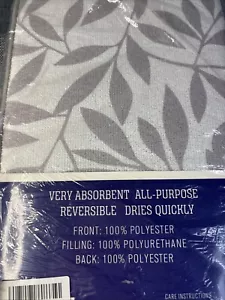 VERY ABSORBENT ALL-PURPOSE
REVERSIBLE DRIES QUICKLY
FRONT: 100% POLYESTER
FILLING: 100% POLYURETHANE
BACK: 100% POLYESTER
CARE INSTRUCTIONS